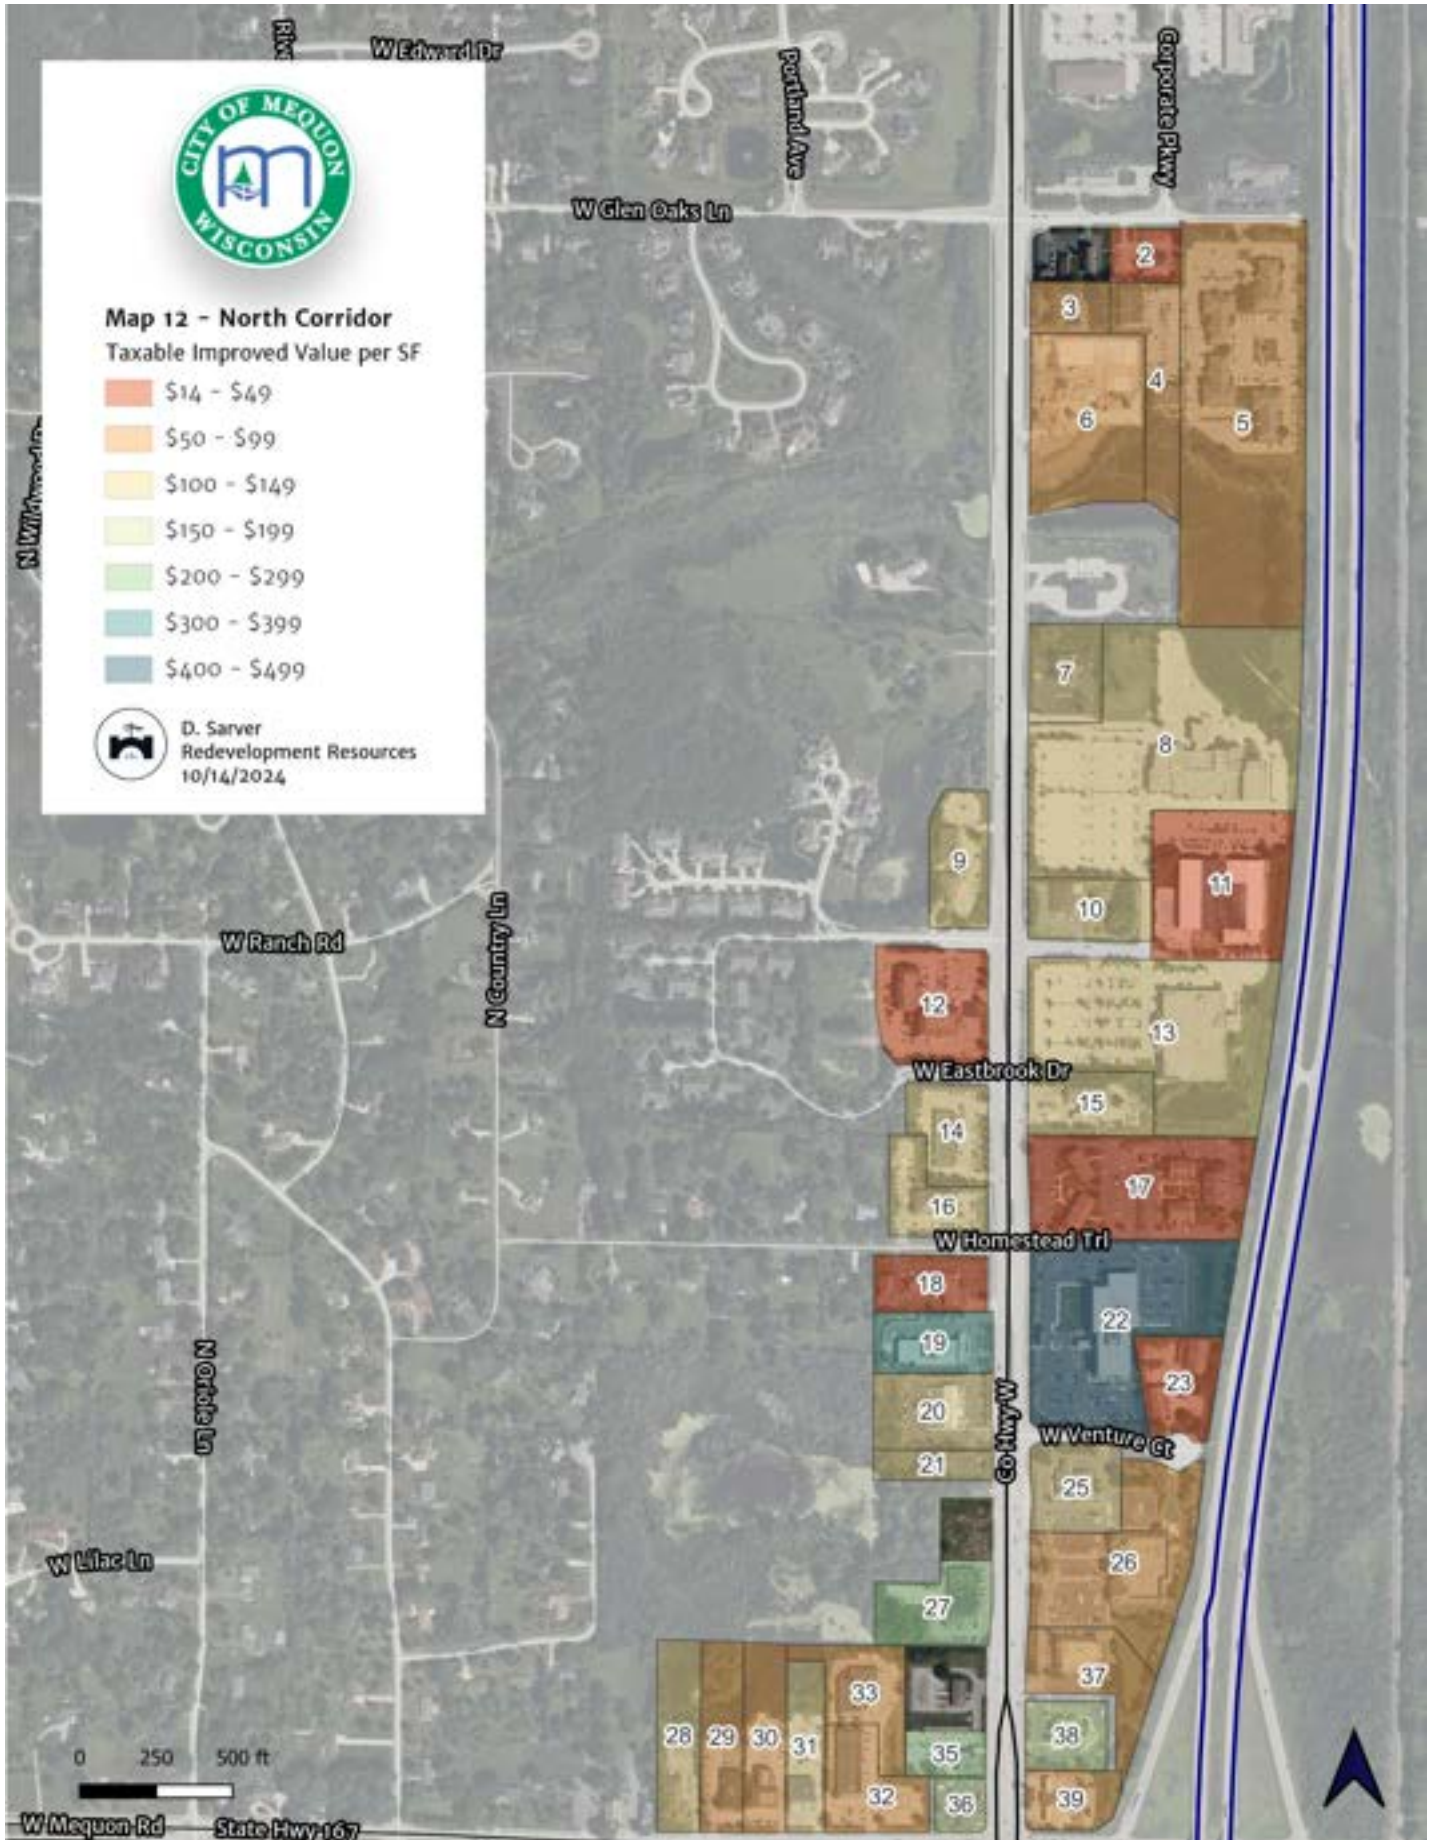 W Edward Dr
Portland Ave
Corporate Pkwy
CITY OF MEQUON
WISCONSIN
W Glen Oaks Ln
Map 12 - North Corridor
Taxable Improved Value per SF
$14 - $49
$50 - $99
$100 - $149
$150 - $199
$200 - $299
$300 - $399
$400 - $499
D. Sarver
Redevelopment Resources
10/14/2024
2
3
4
5
6
7
8
9
10
11
W Ranch Rd
N Country Ln
12
13
W Eastbrook Dr
14
15
16
17
W Homestead Trl
18
19
20
21
22
23
N Oriole Ln
Co Hwy W
W Venture Ct
25
26
W Lilac Ln
27
28
29
30
31
32
33
35
36
37
38
39
0 250 500 ft
W Mequon Rd
State Hwy 167